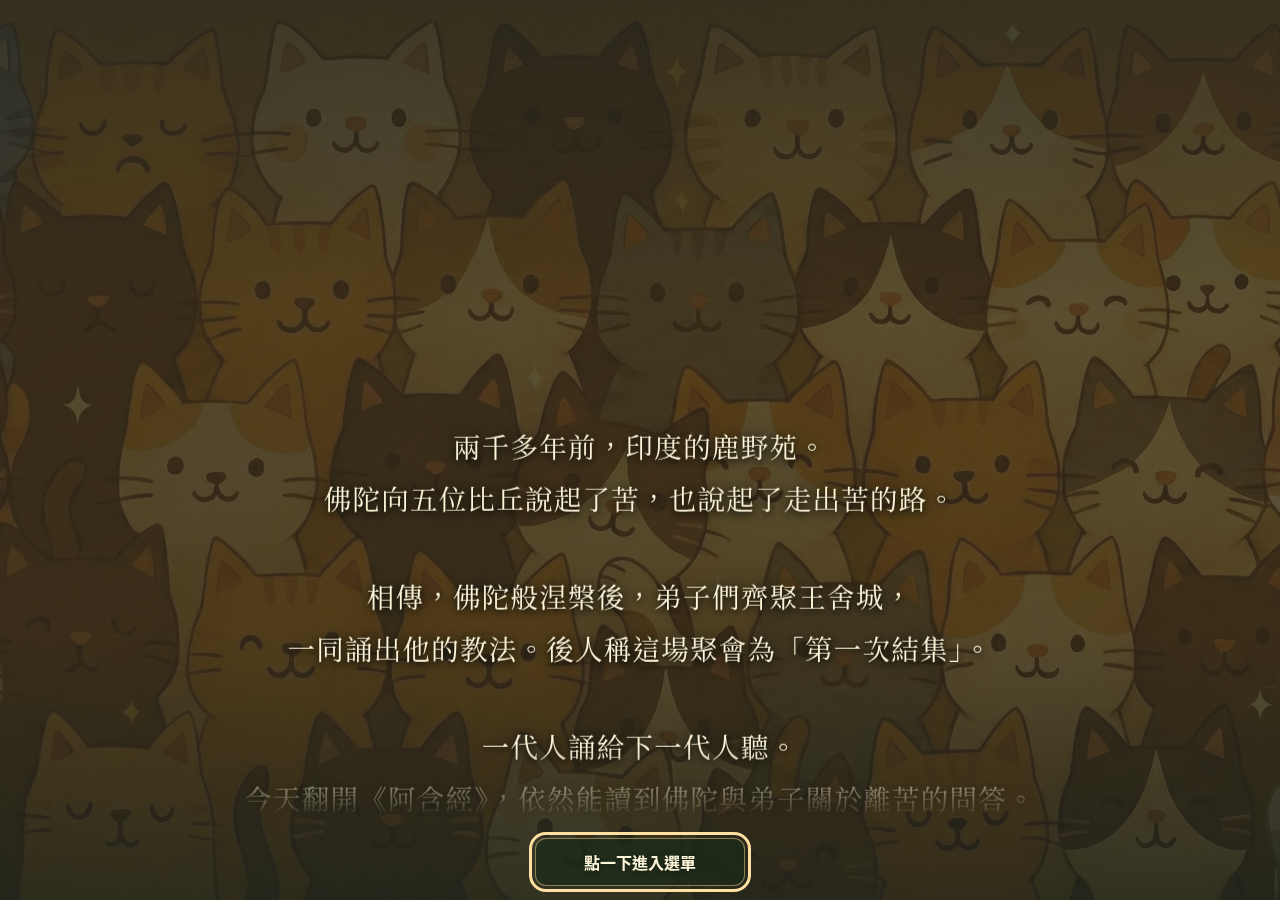 兩千多年前，印度的鹿野苑。
佛陀向五位比丘說起了苦，也說起了走出苦的路。
相傳，佛陀般涅槃後，弟子們齊聚王舍城，
一同誦出他的教法。後人稱這場聚會為「第一次結集」。
一代人誦給下一代人聽。
今天翻開《阿含經》，依然能讀到佛陀與弟子關於離苦的問答。
點一下進入選單